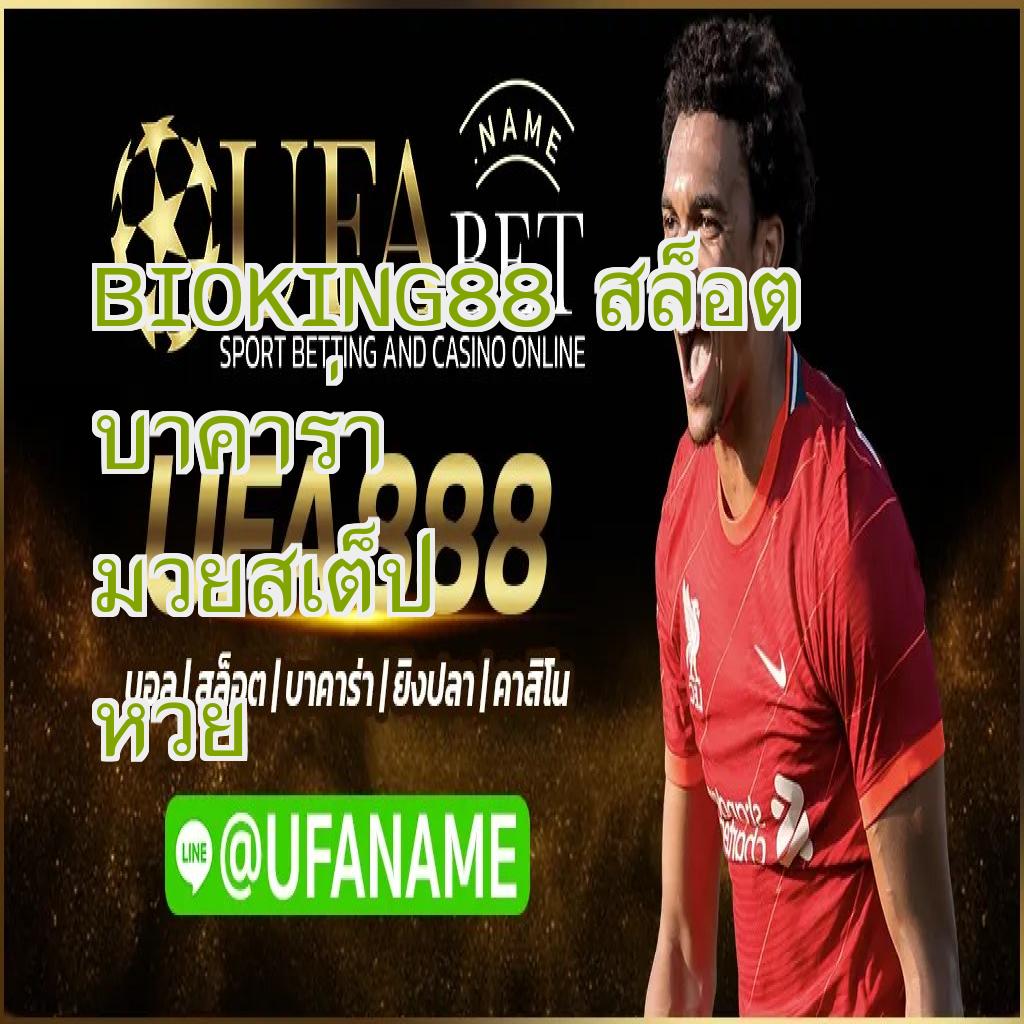 .NAME
UFA BET
BIOKING88 สล็อต
SPORT BETTING AND CASINO ONLINE
บาคาร่า
UFA888
มวยสเต็ป
บอล | สล็อต | บาคาร่า | ยิงปลา | คาสิโน
หวย
LINE @UFANAME